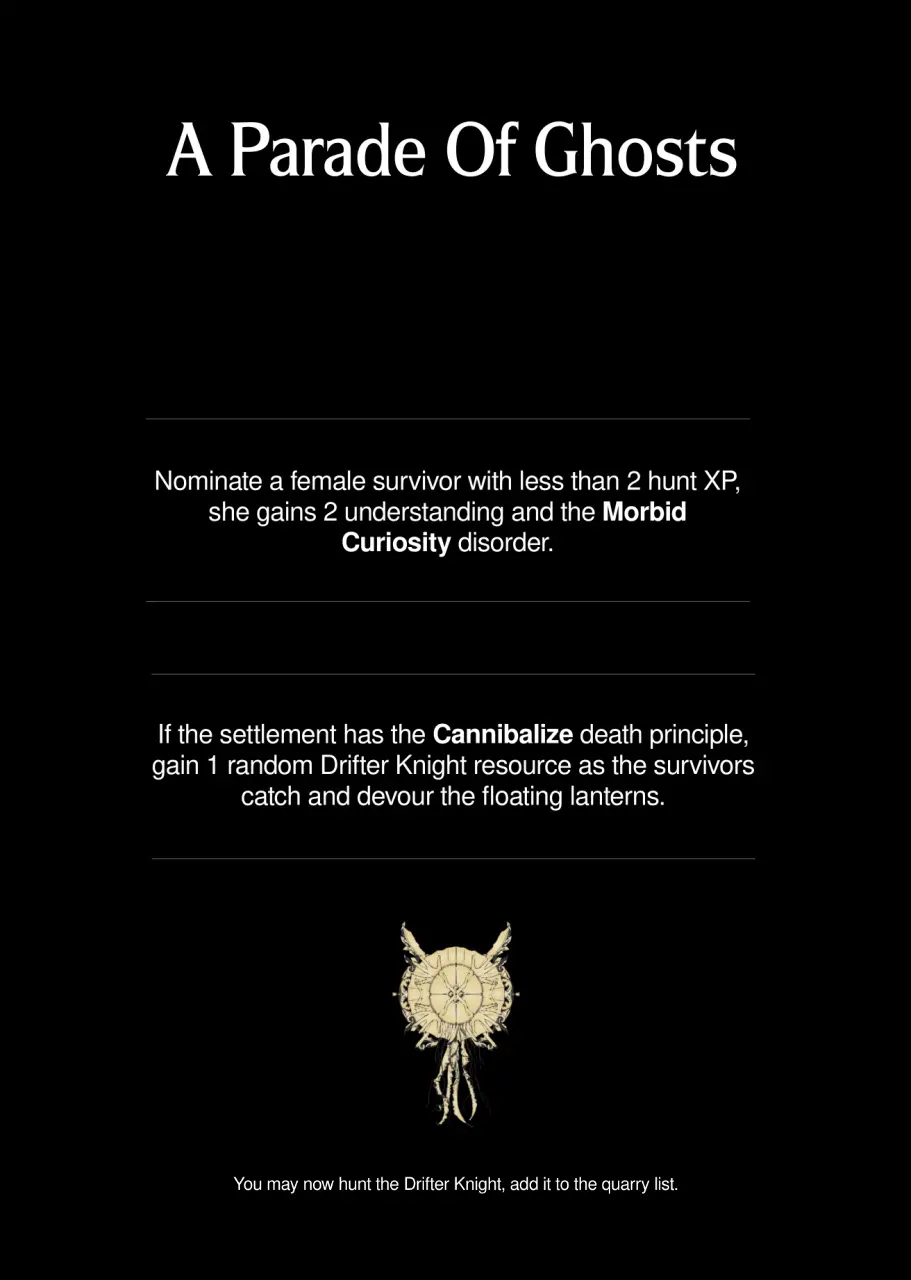 A Parade Of Ghosts
Nominate a female survivor with less than 2 hunt XP,
she gains 2 understanding and the Morbid
Curiosity disorder.
If the settlement has the Cannibalize death principle,
gain 1 random Drifter Knight resource as the survivors
catch and devour the floating lanterns.
You may now hunt the Drifter Knight, add it to the quarry list.